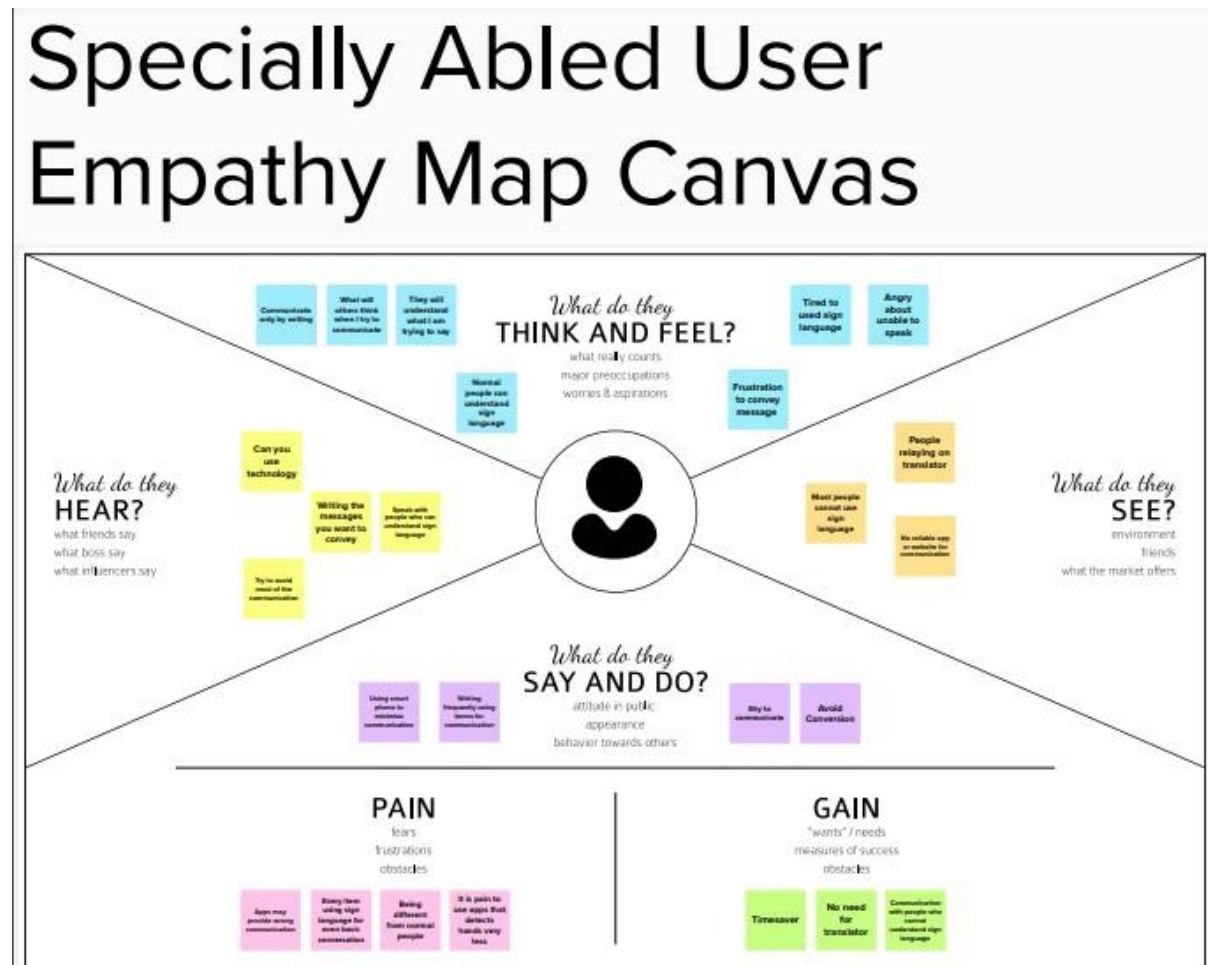 Specially Abled User
Empathy Map Canvas
Communicate
only by writing
What will
others think
when I try to
communicate
They will
understand
what I am
trying to say
Normal
people can
understand
sign
language
What do they
THINK AND FEEL?
what really counts
major preoccupations
worries & aspirations
Tired to
used sign
language
Angry
about
unable to
speak
Frustration
to convey
message
What do they
HEAR?
what friends say
what boss say
what influencers say
Can you
use
technology
Writing the
messages
you want to
convey
Speak with
people who can
understand sign
language
Try to avoid
most of the
communication
People
relaying on
translator
Most people
cannot use
sign
language
No reliable app
or website for
communication
What do they
SEE?
environment
friends
what the market offers
What do they
SAY AND DO?
attitude in public
appearance
behavior towards others
Using smart
phone to
minimize
communication
Writing
frequently using
items for
communication
Shy to
communicate
Avoid
Conversion
PAIN
fears
frustrations
obstacles
Apps may
provide wrong
communication
Every item
using sign
language for
even basic
conversation
Being
different
from normal
people
It is pain to
use apps that
detects
hands very
less
GAIN
"wants" / needs
measures of success
obstacles
Timesaver
No need
for
translator
Communication
with people who
cannot
understand sign
language